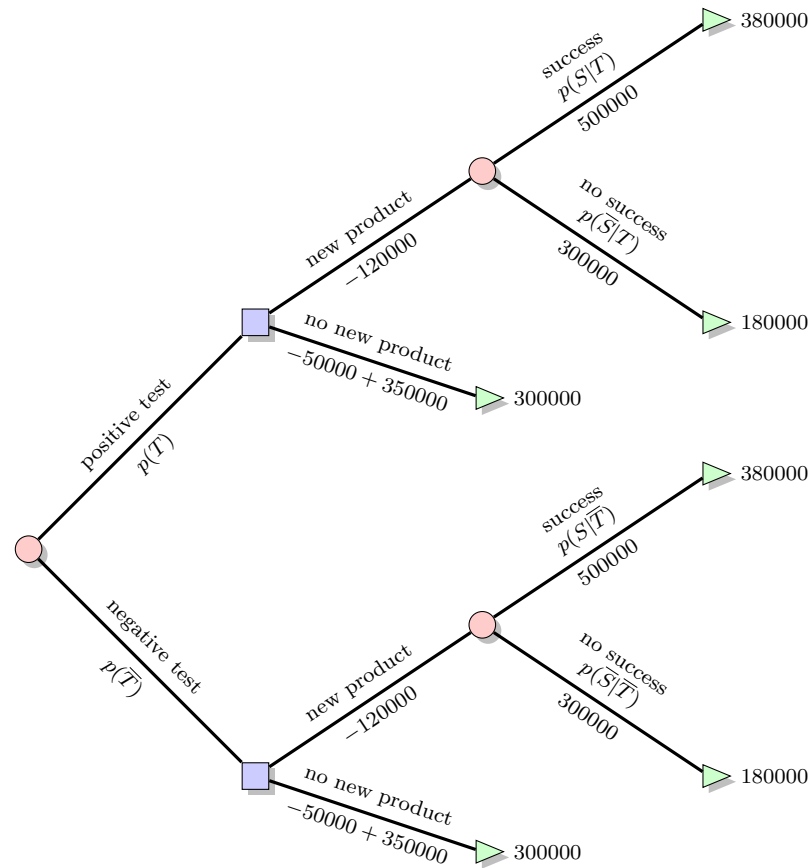 380000
success
p(S|T)
500000
no success
p(S̅|T)
300000
180000
new product
−120000
no new product
−50000 + 350000
300000
positive test
p(T)
380000
success
p(S|T̅)
500000
no success
p(S̅|T̅)
300000
180000
negative test
p(T̅)
new product
−120000
no new product
−50000 + 350000
300000